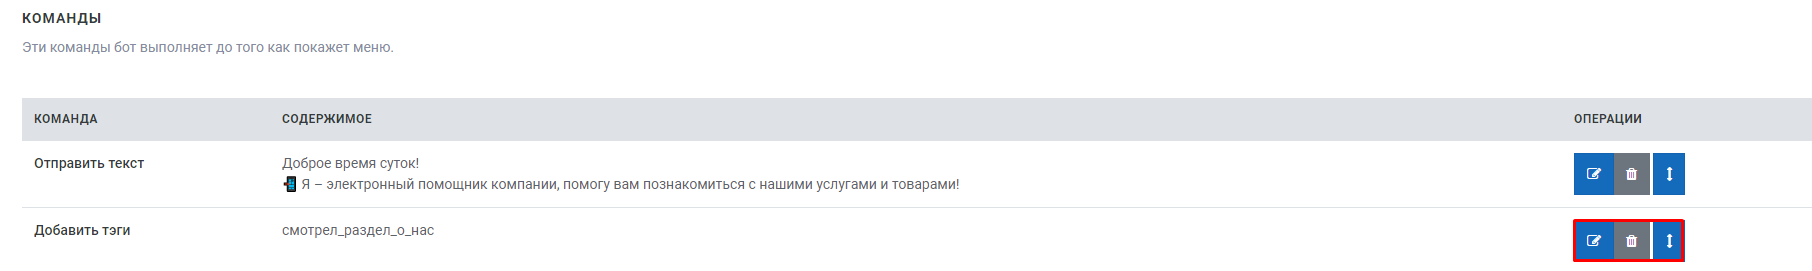 КОМАНДЫ
Эти команды бот выполняет до того как покажет меню.
КОМАНДА СОДЕРЖИМОЕ ОПЕРАЦИИ
Отправить текст Доброе время суток!
Я – электронный помощник компании, помогу вам познакомиться с нашими услугами и товарами!
Добавить тэги смотрел_раздел_о_нас